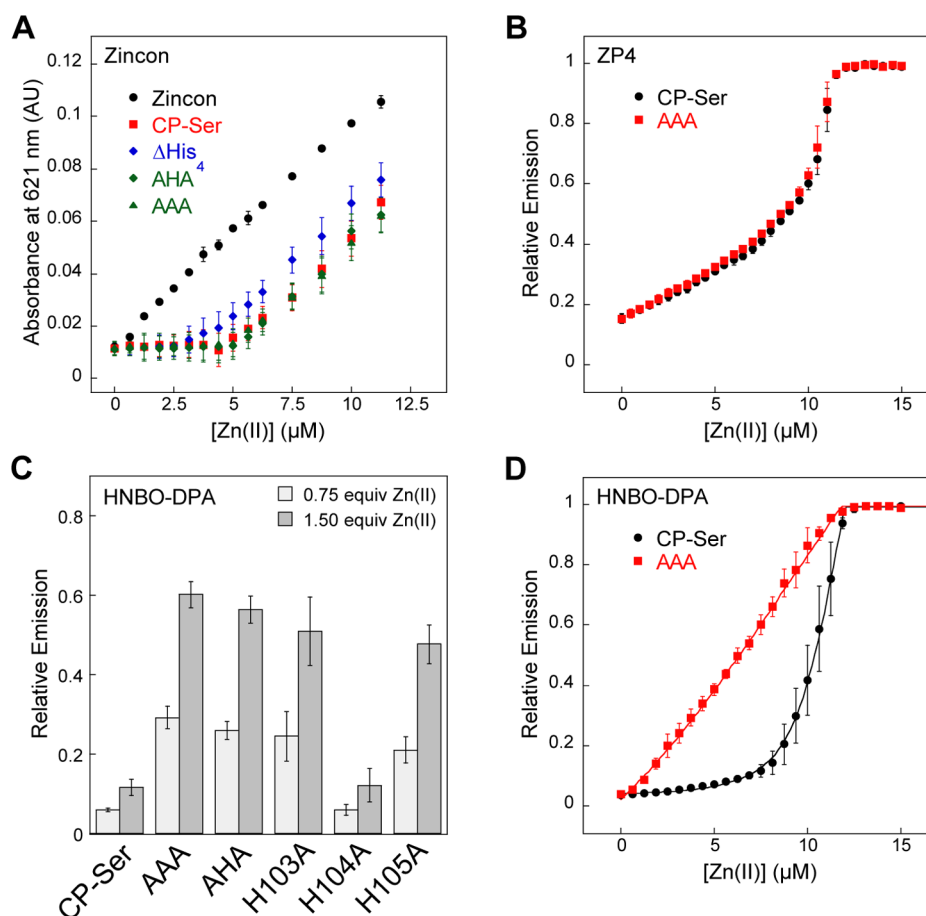 A
Zincon
Absorbance at 621 nm (AU)
0.12
0.1
0.08
0.06
0.04
0.02
0
Zincon
CP-Ser
ΔHis4
AHA
AAA
0
2.5
5
7.5
10
12.5
[Zn(II)] (µM)
B
ZP4
Relative Emission
1
0.8
0.6
0.4
0.2
0
CP-Ser
AAA
0
5
10
15
[Zn(II)] (µM)
C
HNBO-DPA
0.75 equiv Zn(II)
1.50 equiv Zn(II)
Relative Emission
0.8
0.6
0.4
0.2
0
CP-Ser
AAA
AHA
H103A
H104A
H105A
D
HNBO-DPA
Relative Emission
1
0.8
0.6
0.4
0.2
0
CP-Ser
AAA
0
5
10
15
[Zn(II)] (µM)